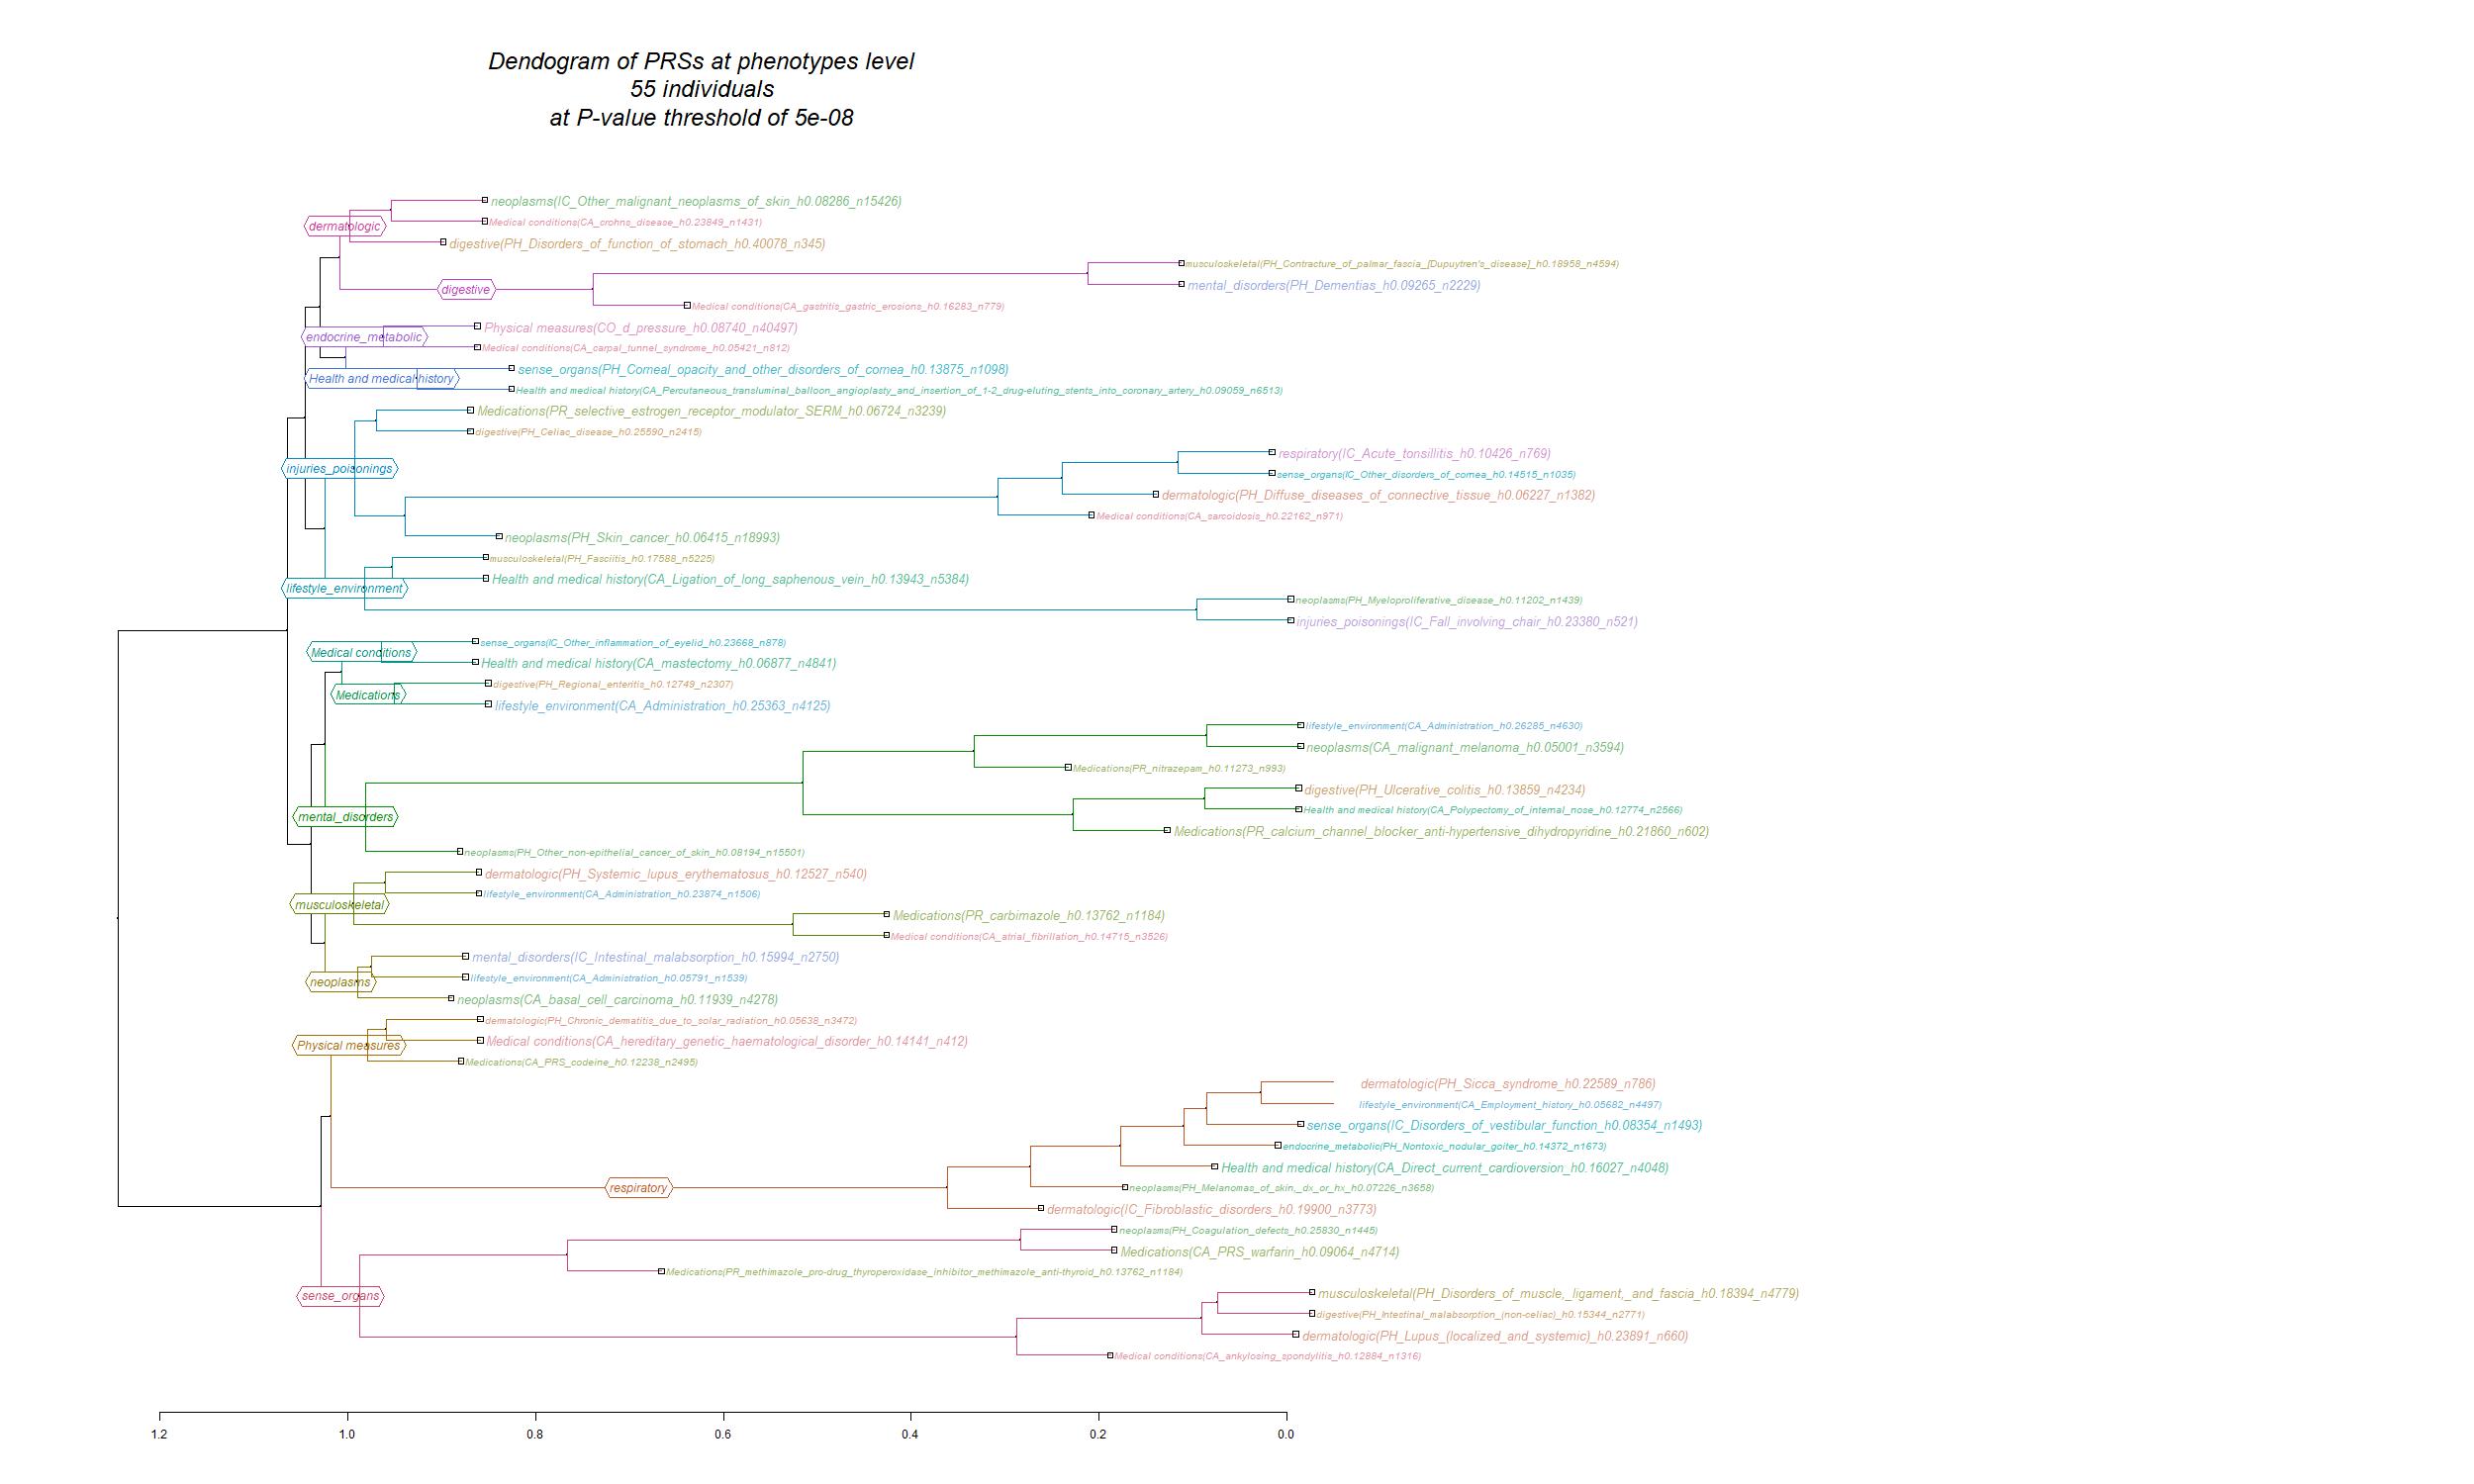 Dendogram of PRSs at phenotypes level
55 individuals
at P-value threshold of 5e-08
neoplasms(IC_Other_malignant_neoplasms_of_skin_h0.08286_n15426)
Medical conditions(CA_crohns_disease_h0.23849_n1431)
dermatologic
digestive(PH_Disorders_of_function_of_stomach_h0.40078_n345)
musculoskeletal(PH_Contracture_of_palmar_fascia_[Dupuytren's_disease]_h0.18958_n4594)
mental_disorders(PH_Dementias_h0.09265_n2229)
digestive
Medical conditions(CA_gastritis_gastric_erosions_h0.16283_n779)
Physical measures(CO_d_pressure_h0.08740_n40497)
endocrine_metabolic
Medical conditions(CA_carpal_tunnel_syndrome_h0.05421_n812)
sense_organs(PH_Corneal_opacity_and_other_disorders_of_cornea_h0.13875_n1098)
Health and medical history
Health and medical history(CA_Percutaneous_transluminal_balloon_angioplasty_and_insertion_of_1-2_drug-eluting_stents_into_coronary_artery_h0.09059_n6513)
Medications(PR_selective_estrogen_receptor_modulator_SERM_h0.06724_n3239)
digestive(PH_Celiac_disease_h0.25590_n2415)
respiratory(IC_Acute_tonsillitis_h0.10426_n769)
injuries_poisonings
sense_organs(IC_Other_disorders_of_cornea_h0.14515_n1035)
dermatologic(PH_Diffuse_diseases_of_connective_tissue_h0.06227_n1382)
Medical conditions(CA_sarcoidosis_h0.22162_n971)
neoplasms(PH_Skin_cancer_h0.06415_n18993)
musculoskeletal(PH_Fasciitis_h0.17588_n5225)
Health and medical history(CA_Ligation_of_long_saphenous_vein_h0.13943_n5384)
lifestyle_environment
neoplasms(PH_Myeloproliferative_disease_h0.11202_n1439)
injuries_poisonings(IC_Fall_involving_chair_h0.23380_n521)
sense_organs(IC_Other_inflammation_of_eyelid_h0.23668_n878)
Medical conditions
Health and medical history(CA_mastectomy_h0.06877_n4841)
digestive(PH_Regional_enteritis_h0.12749_n2307)
Medications
lifestyle_environment(CA_Administration_h0.25363_n4125)
lifestyle_environment(CA_Administration_h0.26285_n4630)
neoplasms(CA_malignant_melanoma_h0.05001_n3594)
Medications(PR_nitrazepam_h0.11273_n993)
digestive(PH_Ulcerative_colitis_h0.13859_n4234)
Health and medical history(CA_Polypectomy_of_internal_nose_h0.12774_n2566)
mental_disorders
Medications(PR_calcium_channel_blocker_anti-hypertensive_dihydropyridine_h0.21860_n602)
neoplasms(PH_Other_non-epithelial_cancer_of_skin_h0.08194_n15501)
dermatologic(PH_Systemic_lupus_erythematosus_h0.12527_n540)
lifestyle_environment(CA_Administration_h0.23874_n1506)
musculoskeletal
Medications(PR_carbimazole_h0.13762_n1184)
Medical conditions(CA_atrial_fibrillation_h0.14715_n3526)
mental_disorders(IC_Intestinal_malabsorption_h0.15994_n2750)
lifestyle_environment(CA_Administration_h0.05791_n1539)
neoplasms
neoplasms(CA_basal_cell_carcinoma_h0.11939_n4278)
dermatologic(PH_Chronic_dermatitis_due_to_solar_radiation_h0.05638_n3472)
Medical conditions(CA_hereditary_genetic_haematological_disorder_h0.14141_n412)
Physical measures
Medications(CA_PRS_codeine_h0.12238_n2495)
dermatologic(PH_Sicca_syndrome_h0.22589_n786)
lifestyle_environment(CA_Employment_history_h0.05682_n4497)
sense_organs(IC_Disorders_of_vestibular_function_h0.08354_n1493)
endocrine_metabolic(PH_Nontoxic_nodular_goiter_h0.14372_n1673)
Health and medical history(CA_Direct_current_cardioversion_h0.16027_n4048)
respiratory
neoplasms(PH_Melanomas_of_skin,_dx_or_hx_h0.07226_n3658)
dermatologic(IC_Fibroblastic_disorders_h0.19900_n3773)
neoplasms(PH_Coagulation_defects_h0.25830_n1445)
Medications(CA_PRS_warfarin_h0.09064_n4714)
Medications(PR_methimazole_pro-drug_thyroperoxidase_inhibitor_methimazole_anti-thyroid_h0.13762_n1184)
musculoskeletal(PH_Disorders_of_muscle,_ligament,_and_fascia_h0.18394_n4779)
sense_organs
digestive(PH_Intestinal_malabsorption_(non-celiac)_h0.15344_n2771)
dermatologic(PH_Lupus_(localized_and_systemic)_h0.23891_n660)
Medical conditions(CA_ankylosing_spondylitis_h0.12884_n1316)
1.2 1.0 0.8 0.6 0.4 0.2 0.0